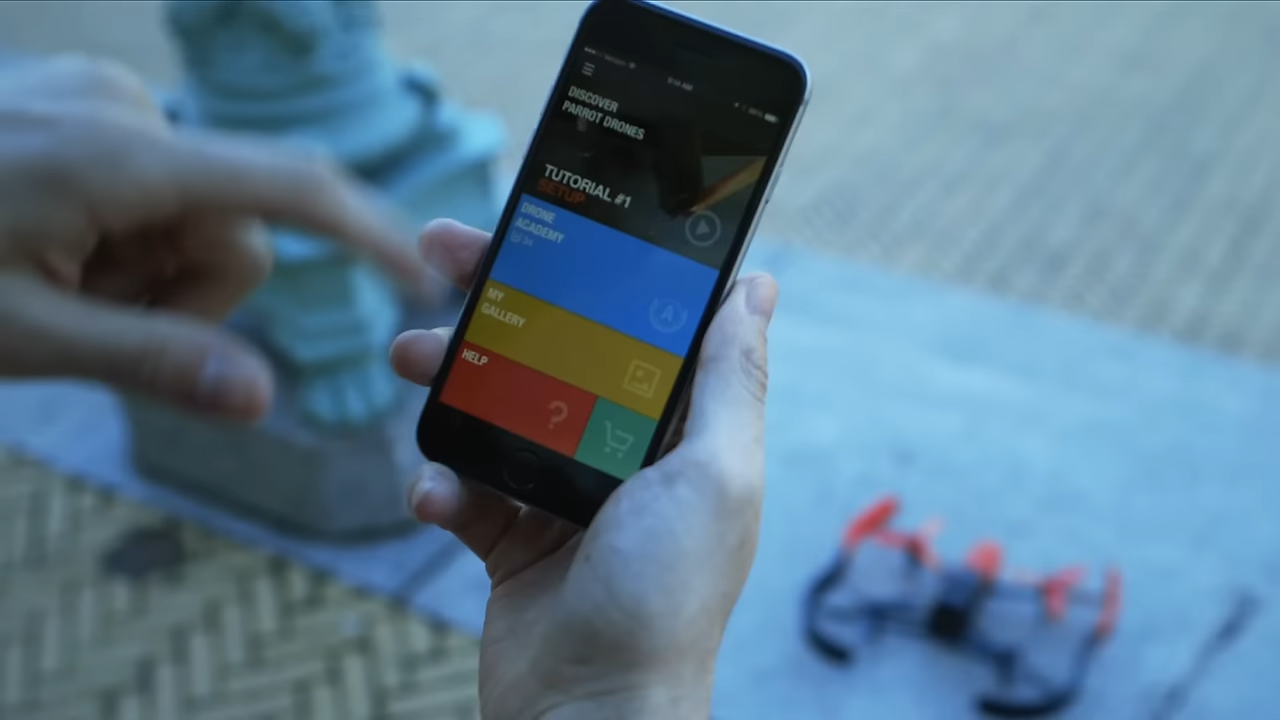 DISCOVER
PARROT DRONES
TUTORIAL #1
SETUP
DRONE
ACADEMY
MY
GALLERY
HELP
?